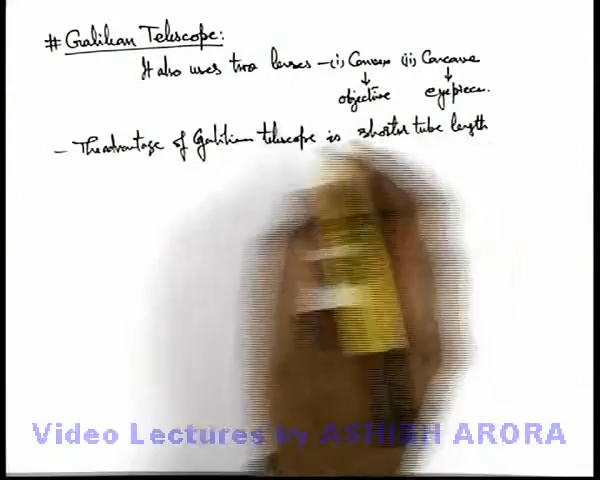 # Galilean Telescope:
It also uses two lenses – (i) Convex (ii) Concave
↓ ↓
objective eyepiece.
– The advantage of Galilian telescope is shorter tube length
Video Lectures by ASHISH ARORA